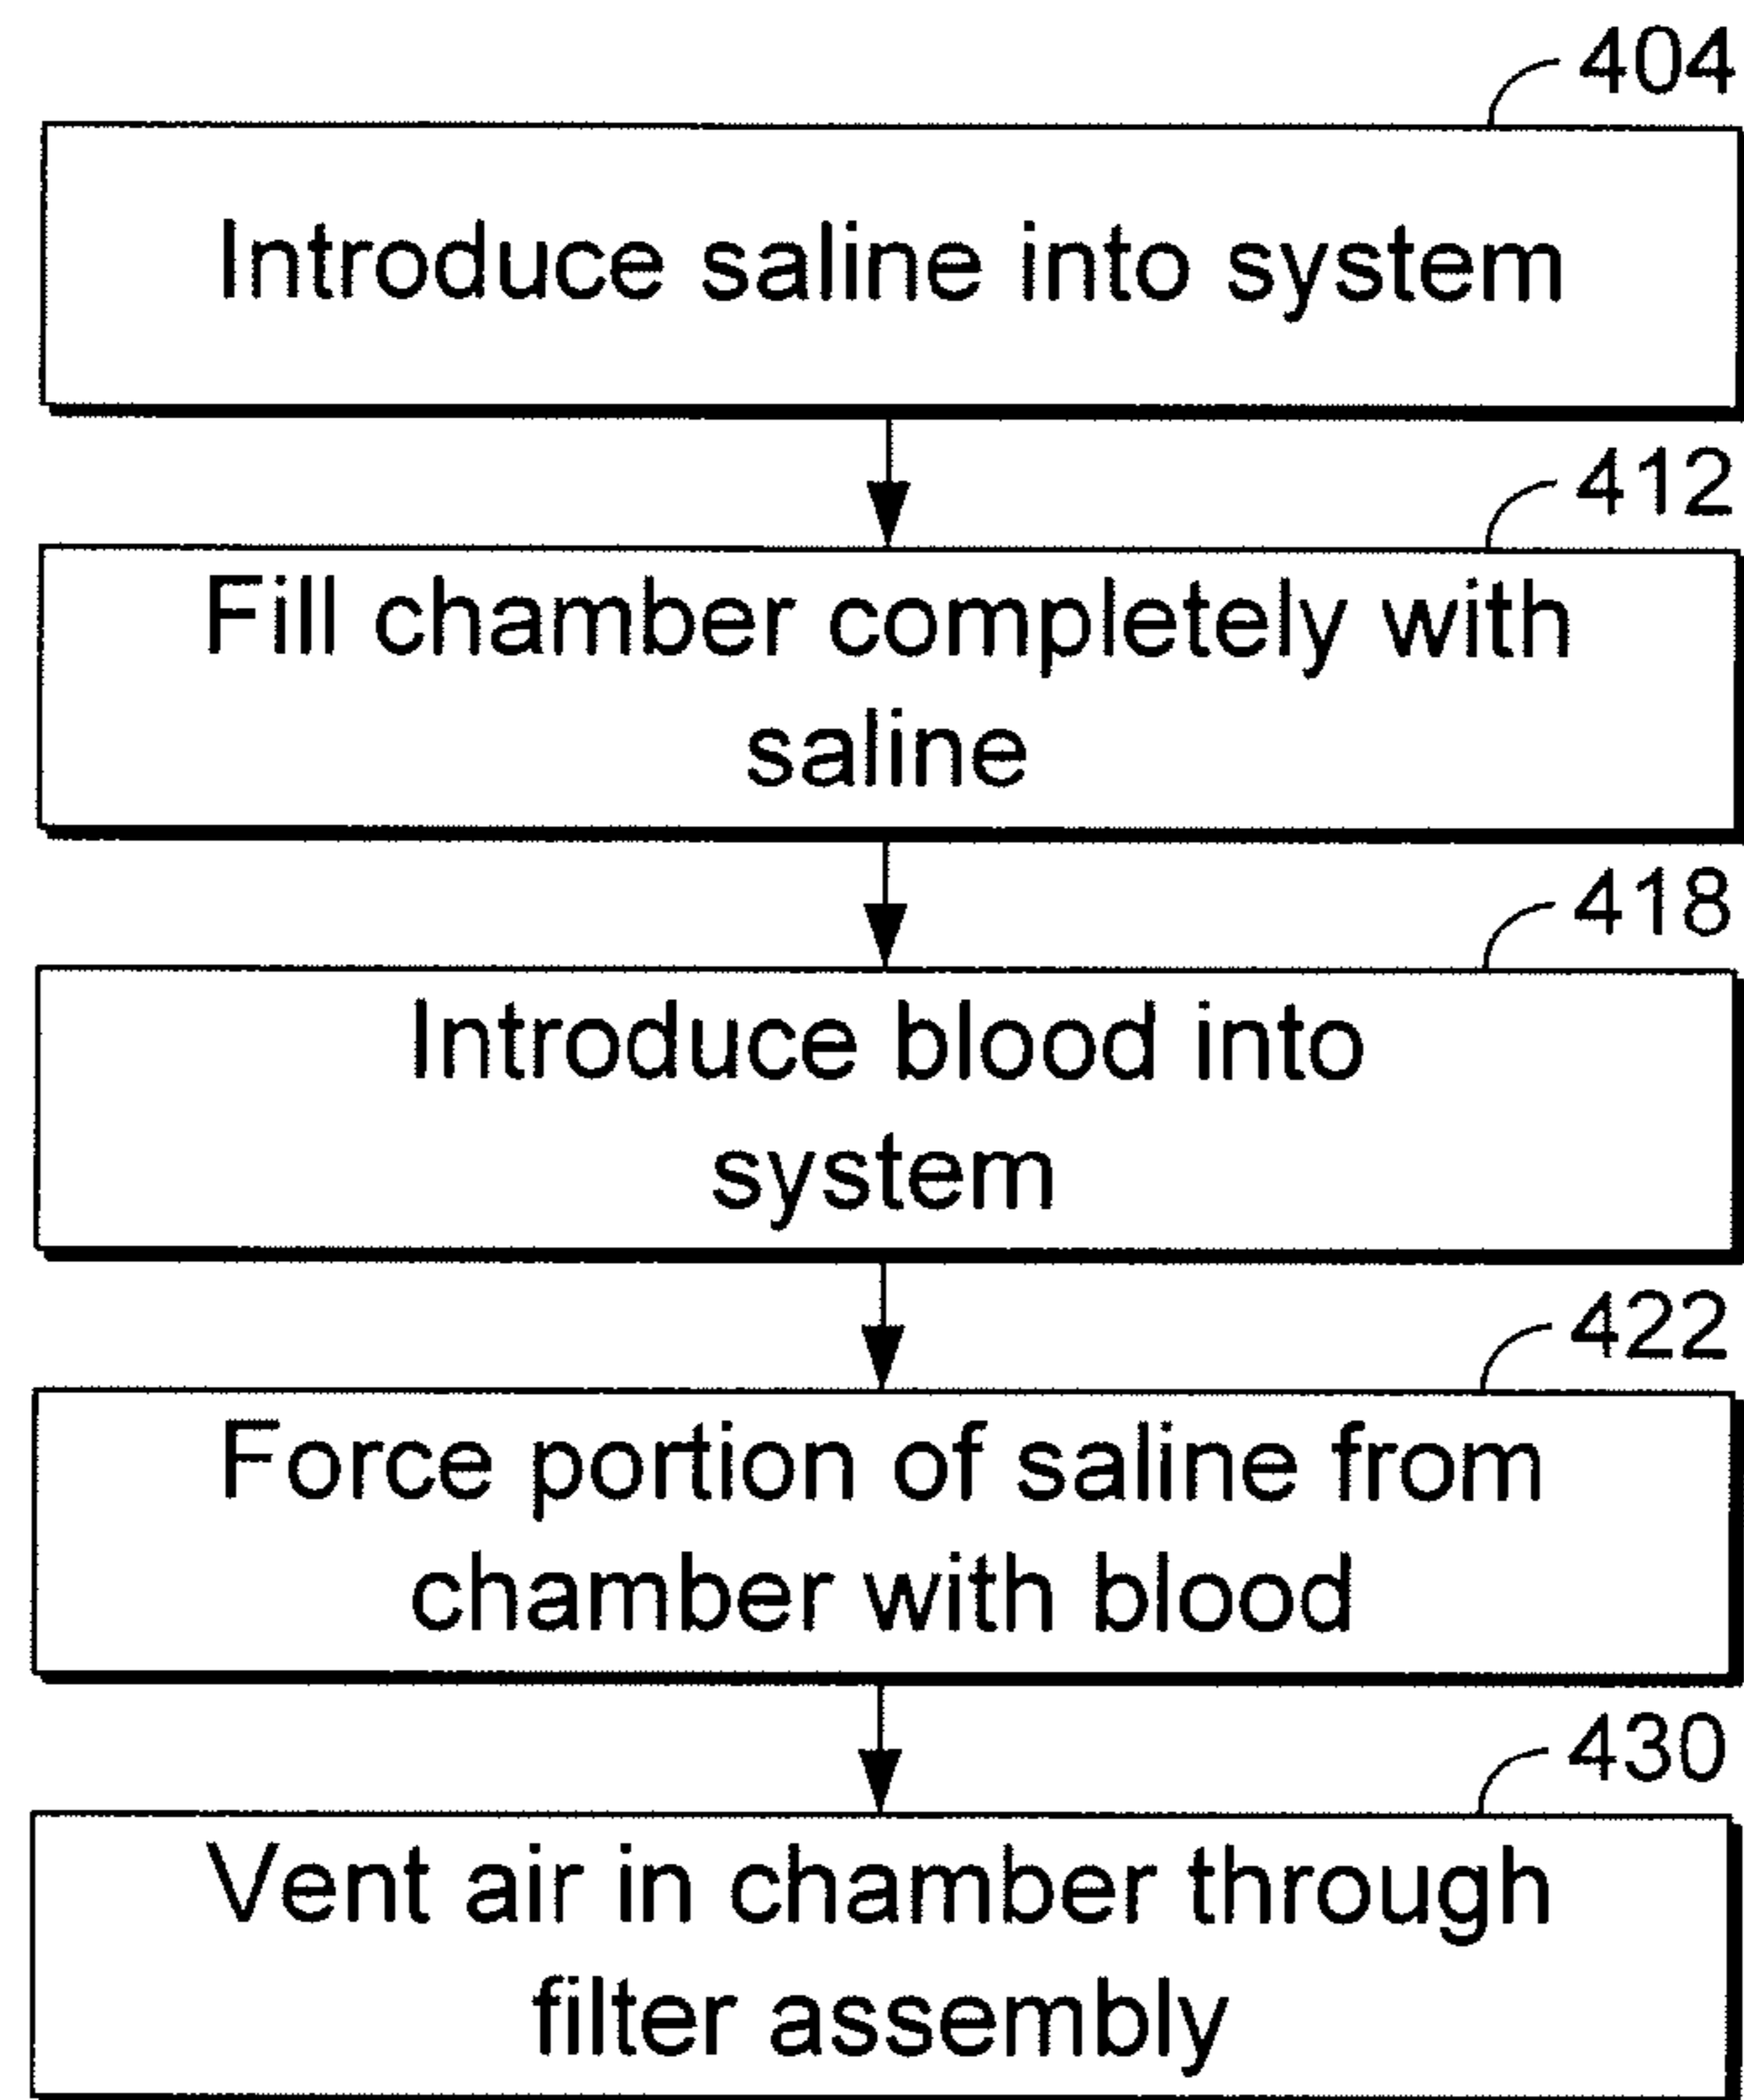 404
Introduce saline into system
412
Fill chamber completely with
saline
418
Introduce blood into
system
422
Force portion of saline from
chamber with blood
430
Vent air in chamber through
filter assembly